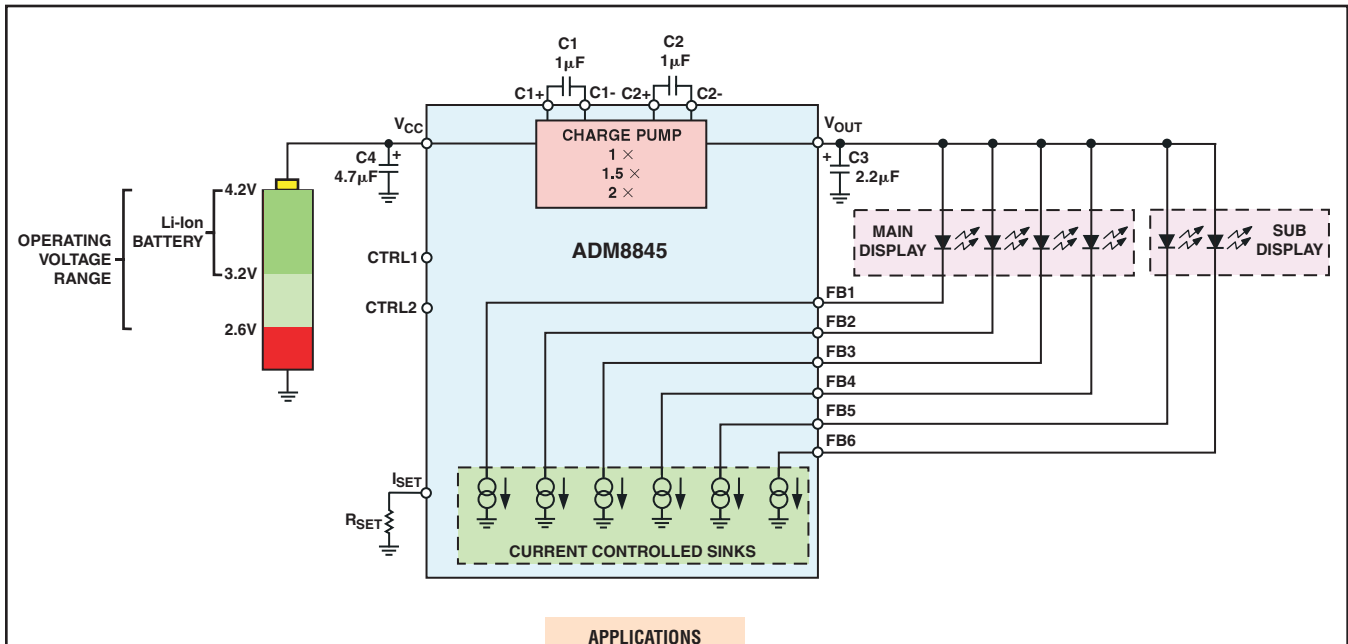 C1
1µF
C2
1µF
C1+
C1-
C2+
C2-
VCC
VOUT
CHARGE PUMP
1 ×
1.5 ×
2 ×
C4
4.7µF
+
+
C3
2.2µF
4.2V
Li-Ion
BATTERY
OPERATING
VOLTAGE
RANGE
3.2V
2.6V
CTRL1
CTRL2
ADM8845
MAIN
DISPLAY
SUB
DISPLAY
FB1
FB2
FB3
FB4
FB5
FB6
ISET
RSET
CURRENT CONTROLLED SINKS
APPLICATIONS